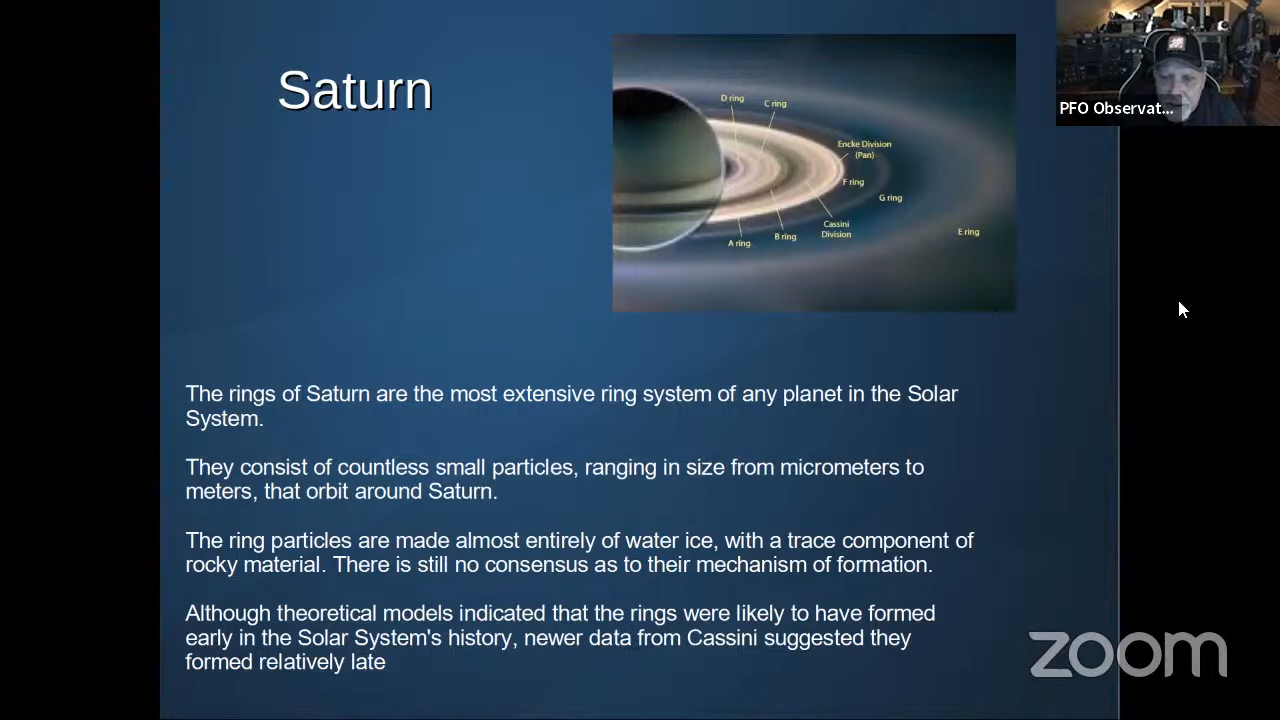 Saturn
D ring
C ring
Encke Division
(Pan)
F ring
G ring
Cassini
Division
E ring
A ring
B ring
PFO Observat...
The rings of Saturn are the most extensive ring system of any planet in the Solar
System.
They consist of countless small particles, ranging in size from micrometers to
meters, that orbit around Saturn.
The ring particles are made almost entirely of water ice, with a trace component of
rocky material. There is still no consensus as to their mechanism of formation.
Although theoretical models indicated that the rings were likely to have formed
early in the Solar System's history, newer data from Cassini suggested they
formed relatively late
zoom